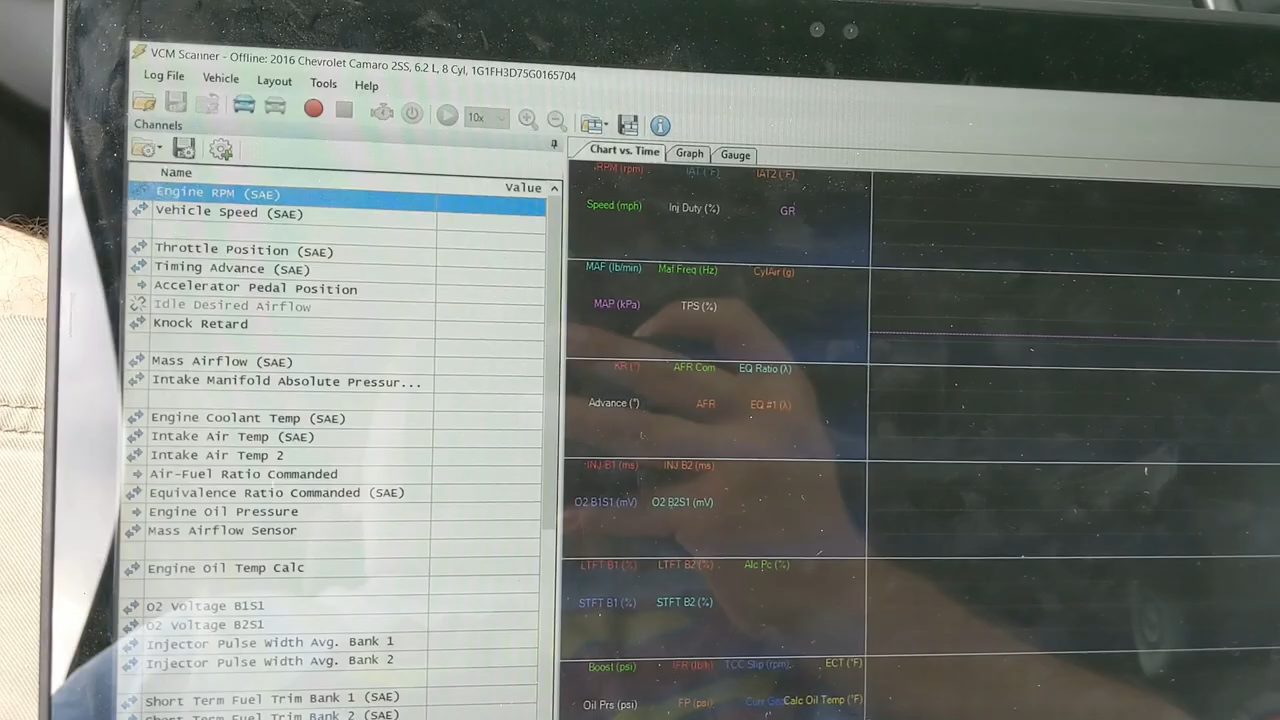 VCM Scanner - Offline: 2016 Chevrolet Camaro 2SS, 6.2 L, 8 Cyl, 1G1FH3D75G0165704
Log File Vehicle Layout Tools Help
10x
Channels
Chart vs. Time Graph Gauge
Name Value
Engine RPM (SAE)
Vehicle Speed (SAE)
Throttle Position (SAE)
Timing Advance (SAE)
Accelerator Pedal Position
Idle Desired Airflow
Knock Retard
Mass Airflow (SAE)
Intake Manifold Absolute Pressur...
Engine Coolant Temp (SAE)
Intake Air Temp (SAE)
Intake Air Temp 2
Air-Fuel Ratio Commanded
Equivalence Ratio Commanded (SAE)
Engine Oil Pressure
Mass Airflow Sensor
Engine Oil Temp Calc
O2 Voltage B1S1
O2 Voltage B2S1
Injector Pulse Width Avg. Bank 1
Injector Pulse Width Avg. Bank 2
Short Term Fuel Trim Bank 1 (SAE)
Short Term Fuel Trim Bank 2 (SAE)
RPM (rpm) IAT (°F) IAT2 (°F)
Speed (mph) Inj Duty (%) GR
MAF (lb/min) Maf Freq (Hz) CylAir (g)
MAP (kPa) TPS (%)
KR (°) AFR Com EQ Ratio (λ)
Advance (°) AFR EQ #1 (λ)
INJ B1 (ms) INJ B2 (ms)
O2 B1S1 (mV) O2 B2S1 (mV)
LTFT B1 (%) LTFT B2 (%) Alc Pc (%)
STFT B1 (%) STFT B2 (%)
Boost (psi) IFR (lb/h) TCC Slip (rpm) ECT (°F)
Oil Prs (psi) FP (psi) Calc Oil Temp (°F)